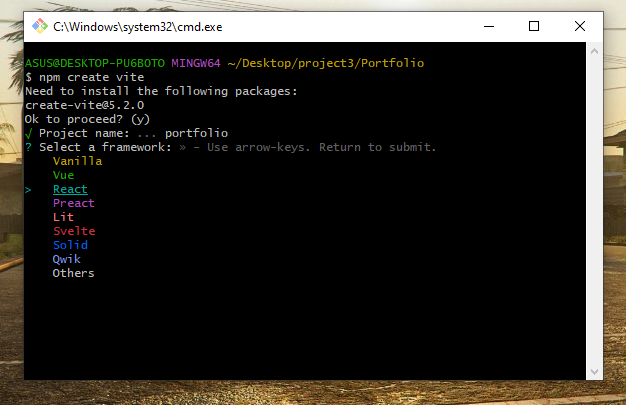 C:\Windows\system32\cmd.exe
ASUS@DESKTOP-PU6BOTO MINGW64 ~/Desktop/project3/Portfolio
$ npm create vite
Need to install the following packages:
create-vite@5.2.0
Ok to proceed? (y)
√ Project name: ... portfolio
? Select a framework: » - Use arrow-keys. Return to submit.
Vanilla
Vue
> React
Preact
Lit
Svelte
Solid
Qwik
Others